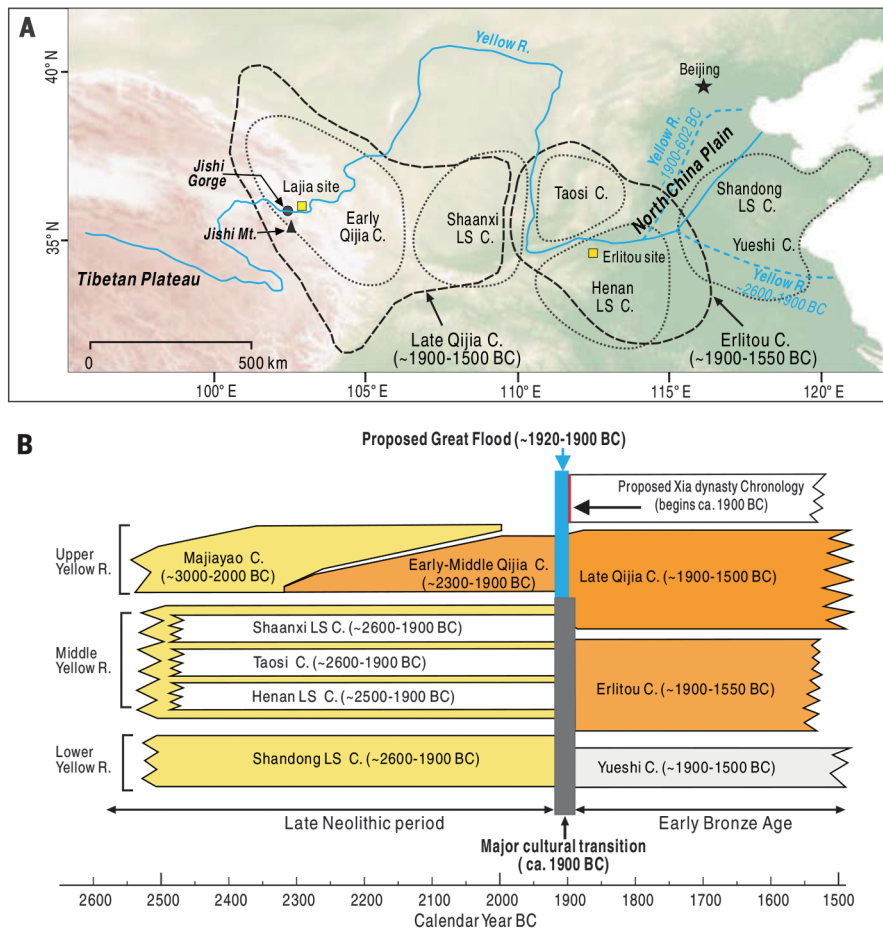 A
40°N
35°N
Yellow R.
Beijing
Yellow R.
~1900-602 BC
North China Plain
Jishi
Gorge
Lajia site
Jishi Mt.
Early
Qijia C.
Shaanxi
LS C.
Taosi C.
Shandong
LS C.
Yueshi C.
Erlitou site
Henan
LS C.
Yellow R.
~2600-1900 BC
Tibetan Plateau
0
500 km
Late Qijia C.
(~1900-1500 BC)
Erlitou C.
(~1900-1550 BC)
100° E
105° E
110° E
115° E
120° E
B
Proposed Great Flood (~1920-1900 BC)
Proposed Xia dynasty Chronology
(begins ca. 1900 BC)
Upper
Yellow R.
Majiayao C.
(~3000-2000 BC)
Early-Middle Qijia C.
(~2300-1900 BC)
Late Qijia C. (~1900-1500 BC)
Middle
Yellow R.
Shaanxi LS C. (~2600-1900 BC)
Taosi C. (~2600-1900 BC)
Henan LS C. (~2500-1900 BC)
Erlitou C. (~1900-1550 BC)
Lower
Yellow R.
Shandong LS C. (~2600-1900 BC)
Yueshi C. (~1900-1500 BC)
Late Neolithic period
Early Bronze Age
Major cultural transition
( ca. 1900 BC)
2600 2500 2400 2300 2200 2100 2000 1900 1800 1700 1600 1500
Calendar Year BC